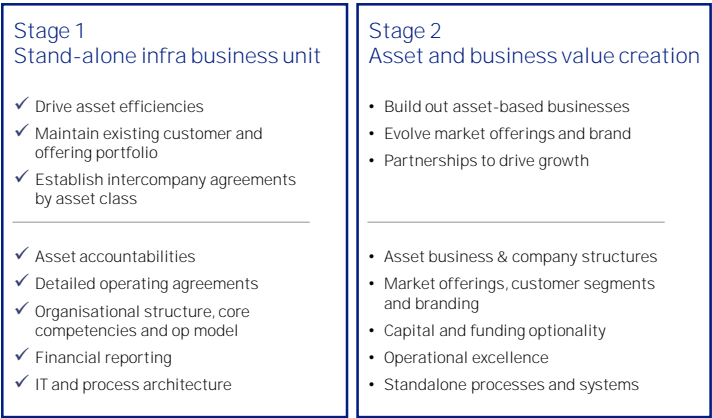 Stage 1
Stand-alone infra business unit
✓ Drive asset efficiencies
✓ Maintain existing customer and
offering portfolio
✓ Establish intercompany agreements
by asset class
✓ Asset accountabilities
✓ Detailed operating agreements
✓ Organisational structure, core
competencies and op model
✓ Financial reporting
✓ IT and process architecture
Stage 2
Asset and business value creation
• Build out asset-based businesses
• Evolve market offerings and brand
• Partnerships to drive growth
• Asset business & company structures
• Market offerings, customer segments
and branding
• Capital and funding optionality
• Operational excellence
• Standalone processes and systems